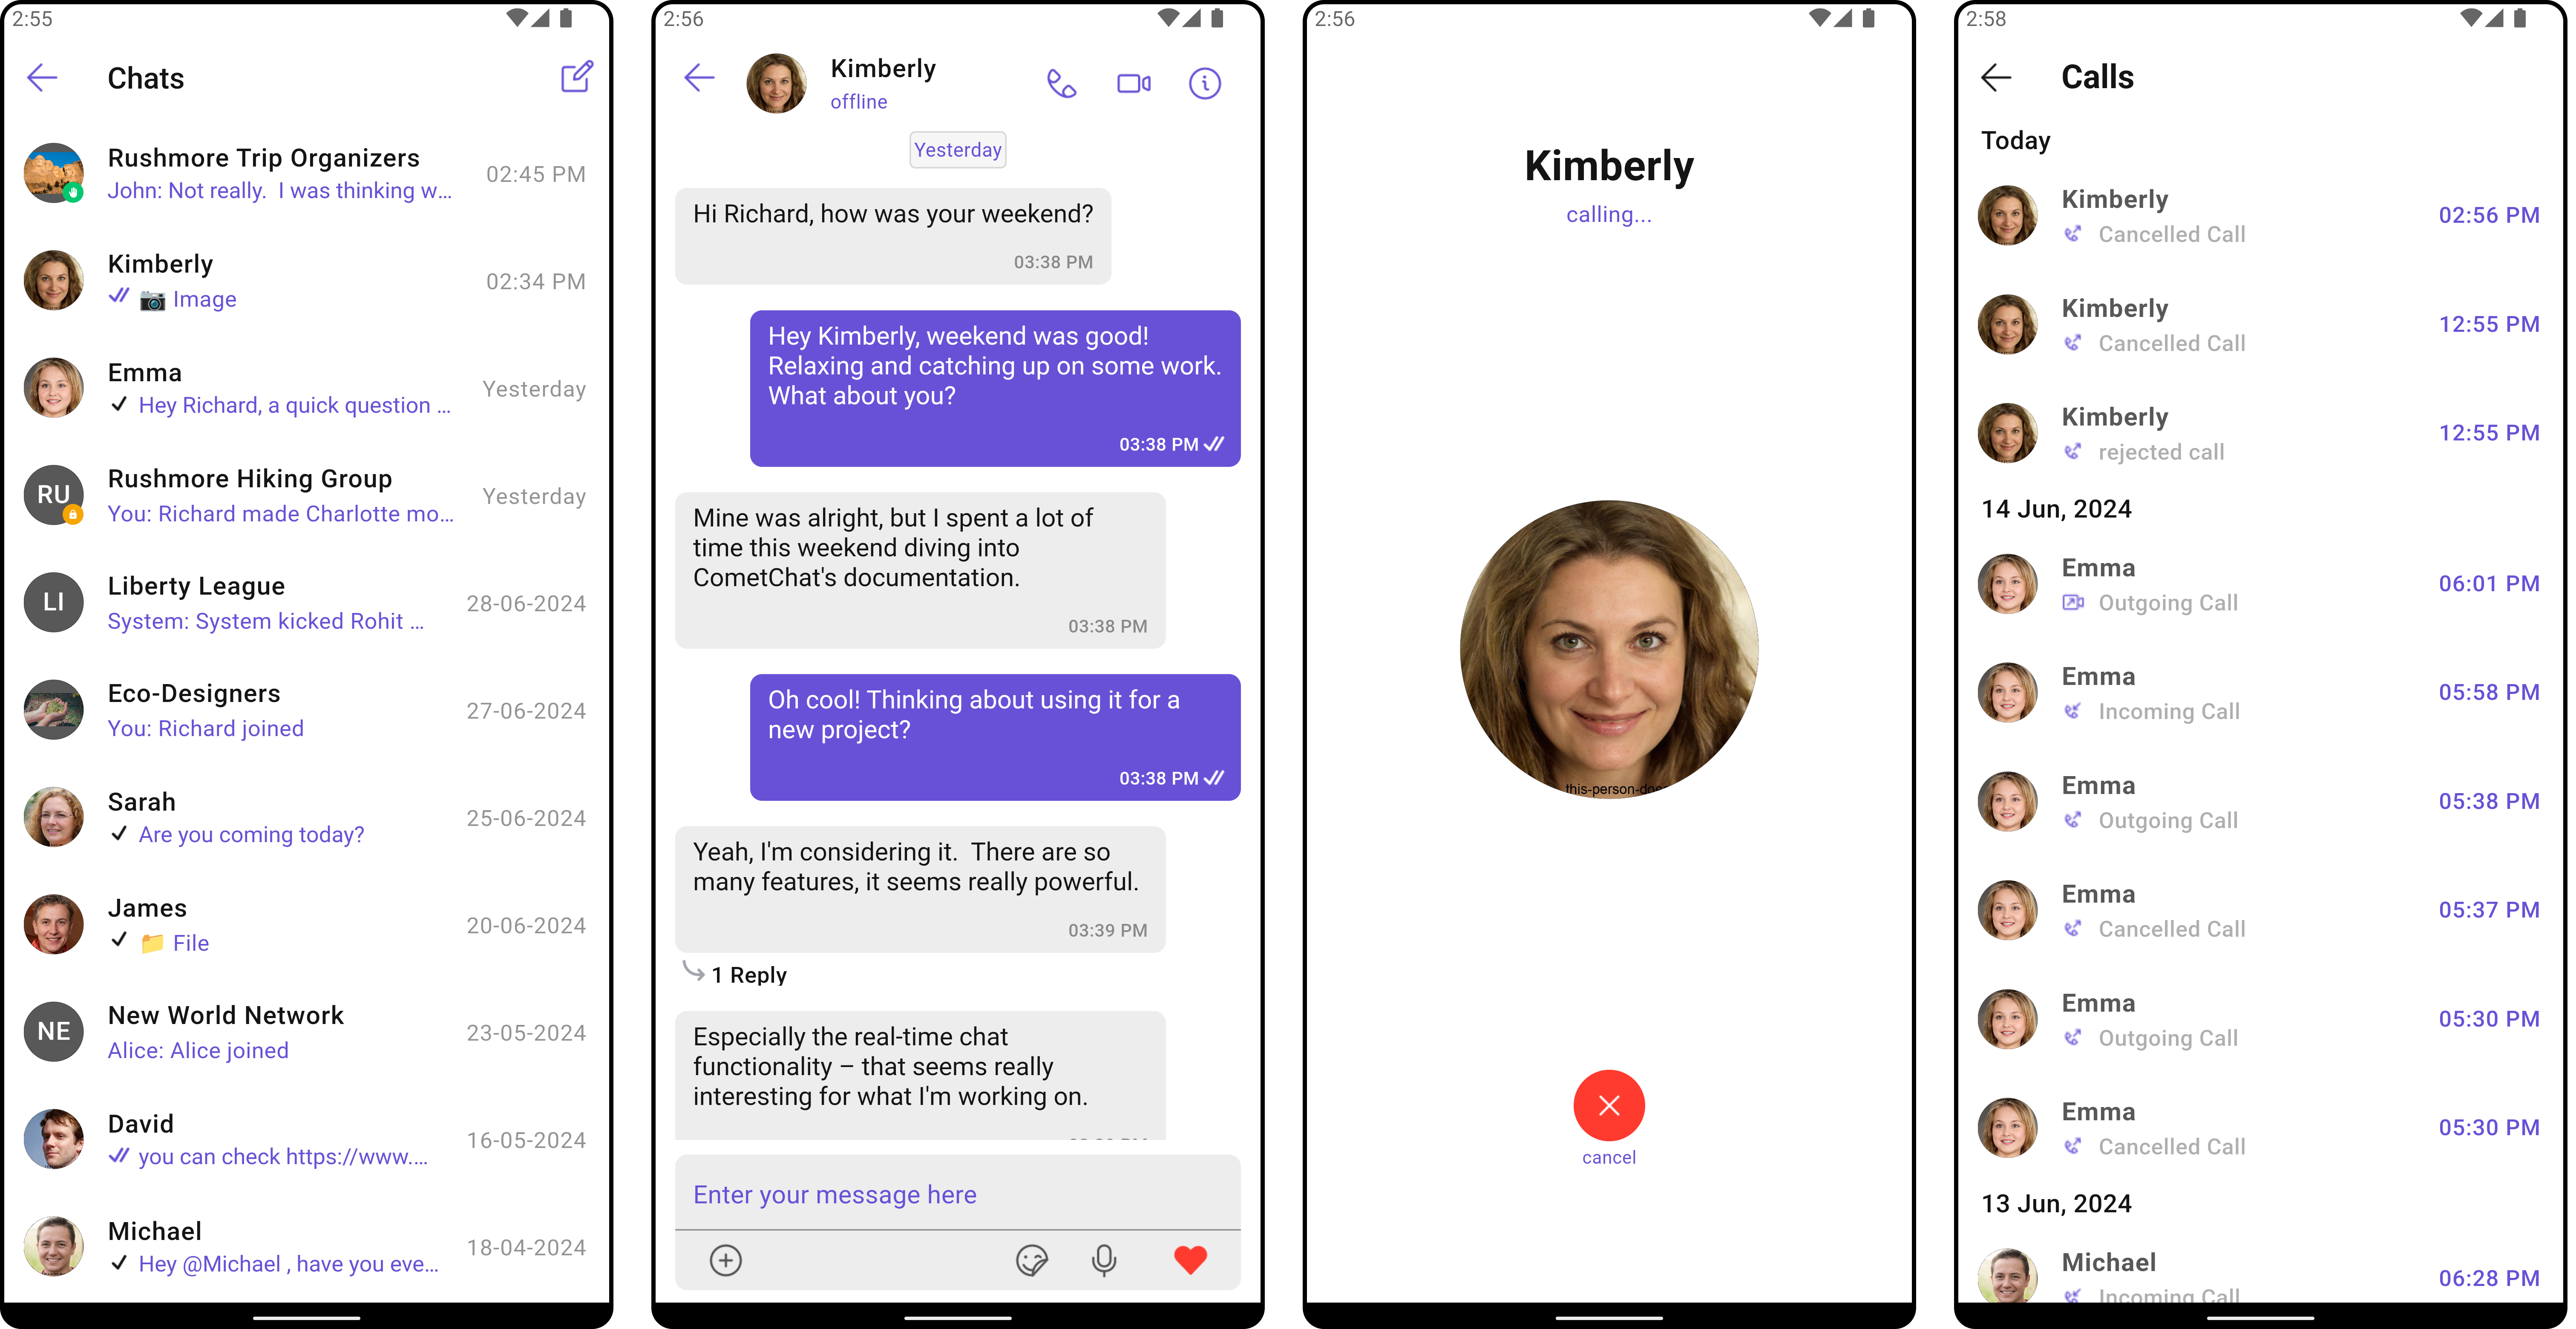 2:55
Chats
Rushmore Trip Organizers
John: Not really.  I was thinking w...
02:45 PM
Kimberly
Image
02:34 PM
Emma
Hey Richard, a quick question ...
Yesterday
RU
Rushmore Hiking Group
You: Richard made Charlotte mo...
Yesterday
LI
Liberty League
System: System kicked Rohit ...
28-06-2024
Eco-Designers
You: Richard joined
27-06-2024
Sarah
Are you coming today?
25-06-2024
James
File
20-06-2024
NE
New World Network
Alice: Alice joined
23-05-2024
David
you can check https://www....
16-05-2024
Michael
Hey @Michael , have you eve...
18-04-2024
2:56
Kimberly
offline
Yesterday
Hi Richard, how was your weekend?
03:38 PM
Hey Kimberly, weekend was good!
Relaxing and catching up on some work.
What about you?
03:38 PM
Mine was alright, but I spent a lot of
time this weekend diving into
CometChat's documentation.
03:38 PM
Oh cool! Thinking about using it for a
new project?
03:38 PM
Yeah, I'm considering it.  There are so
many features, it seems really powerful.
03:39 PM
1 Reply
Especially the real-time chat
functionality – that seems really
interesting for what I'm working on.
Enter your message here
2:56
Kimberly
calling...
this-person-doe
cancel
2:58
Calls
Today
Kimberly
Cancelled Call
02:56 PM
Kimberly
Cancelled Call
12:55 PM
Kimberly
rejected call
12:55 PM
14 Jun, 2024
Emma
Outgoing Call
06:01 PM
Emma
Incoming Call
05:58 PM
Emma
Outgoing Call
05:38 PM
Emma
Cancelled Call
05:37 PM
Emma
Outgoing Call
05:30 PM
Emma
Cancelled Call
05:30 PM
13 Jun, 2024
Michael
Incoming Call
06:28 PM